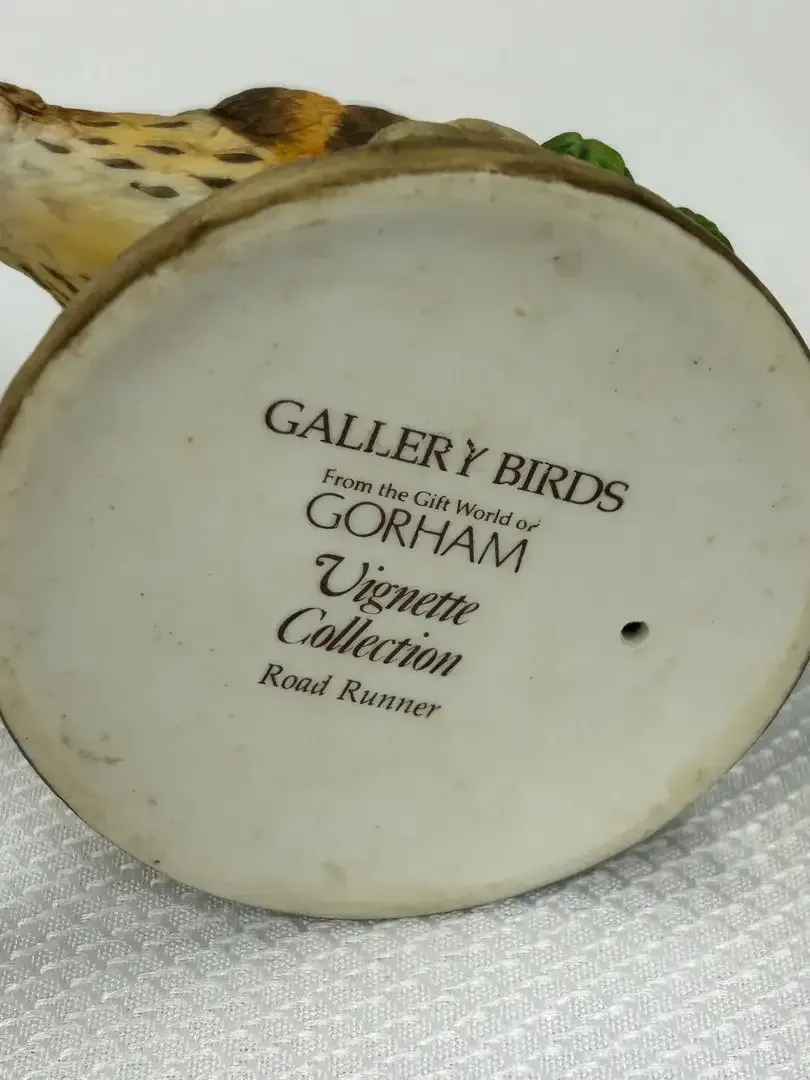 GALLERY BIRDS
From the Gift World of
GORHAM
Vignette
Collection
Road Runner